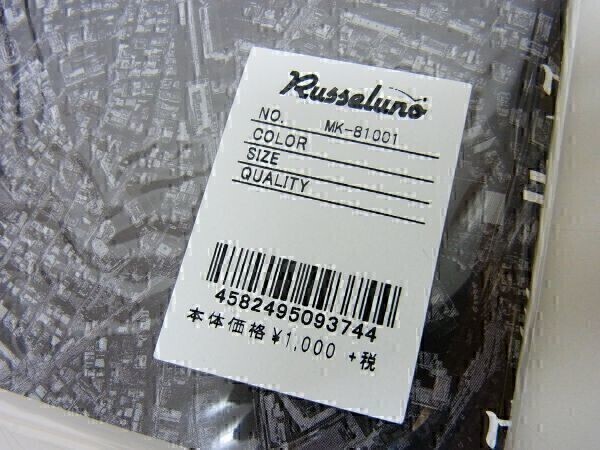 Russeluno
NO. MK-81001
COLOR
SIZE
QUALITY
4582495093744
本体価格 ¥1,000 +税